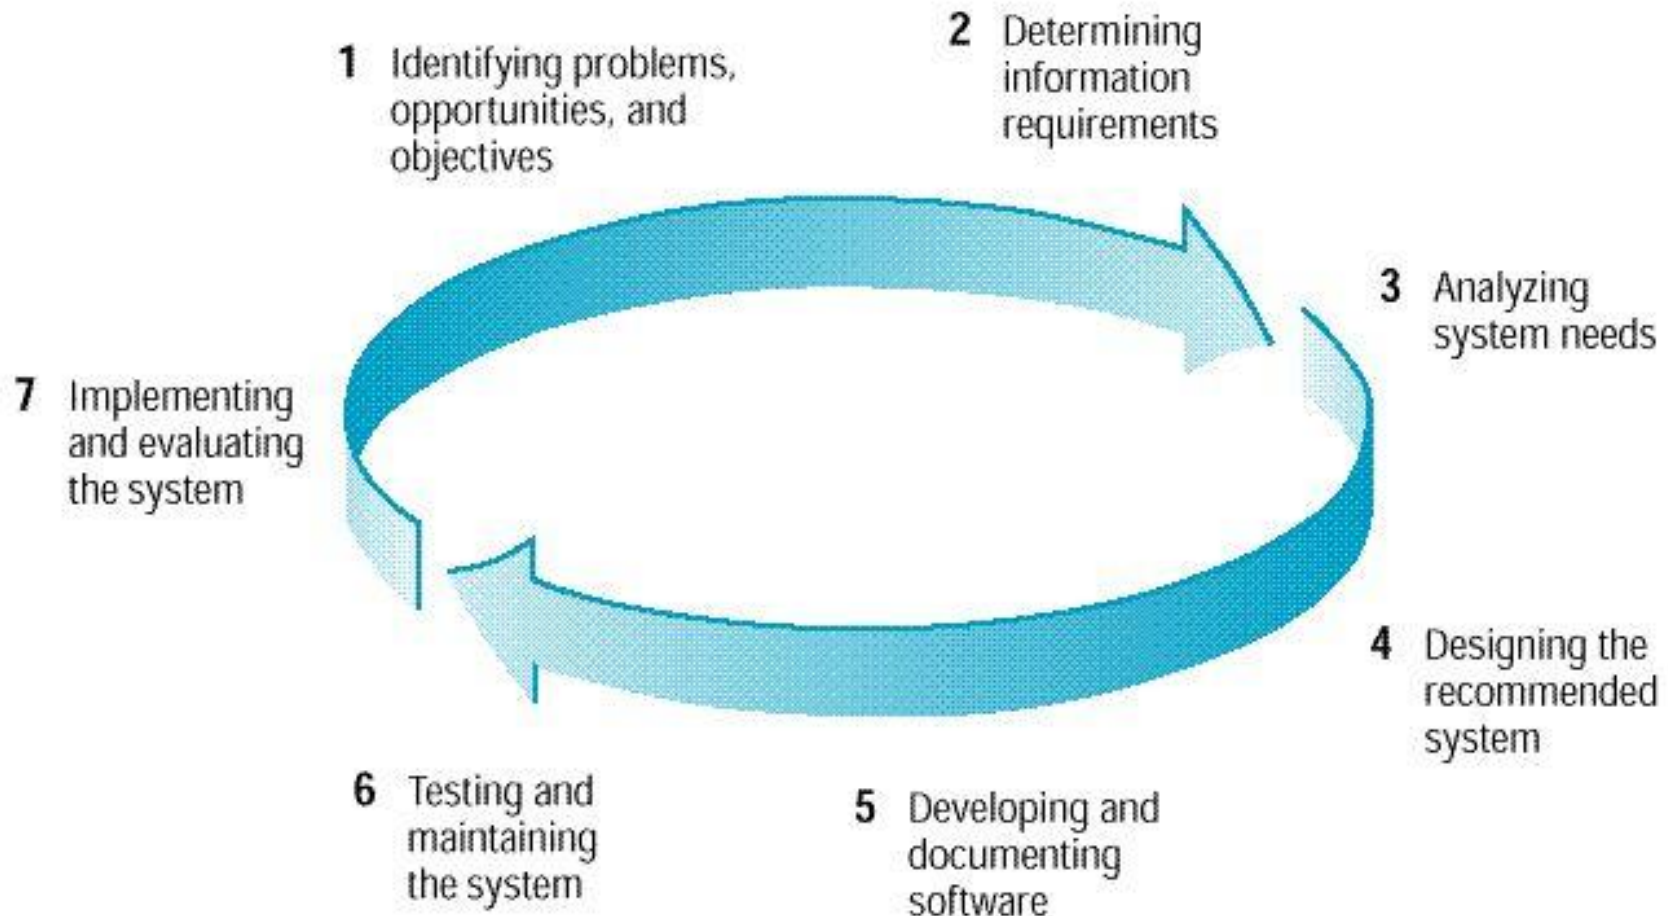 1 Identifying problems,
opportunities, and
objectives
2 Determining
information
requirements
3 Analyzing
system needs
4 Designing the
recommended
system
5 Developing and
documenting
software
6 Testing and
maintaining
the system
7 Implementing
and evaluating
the system